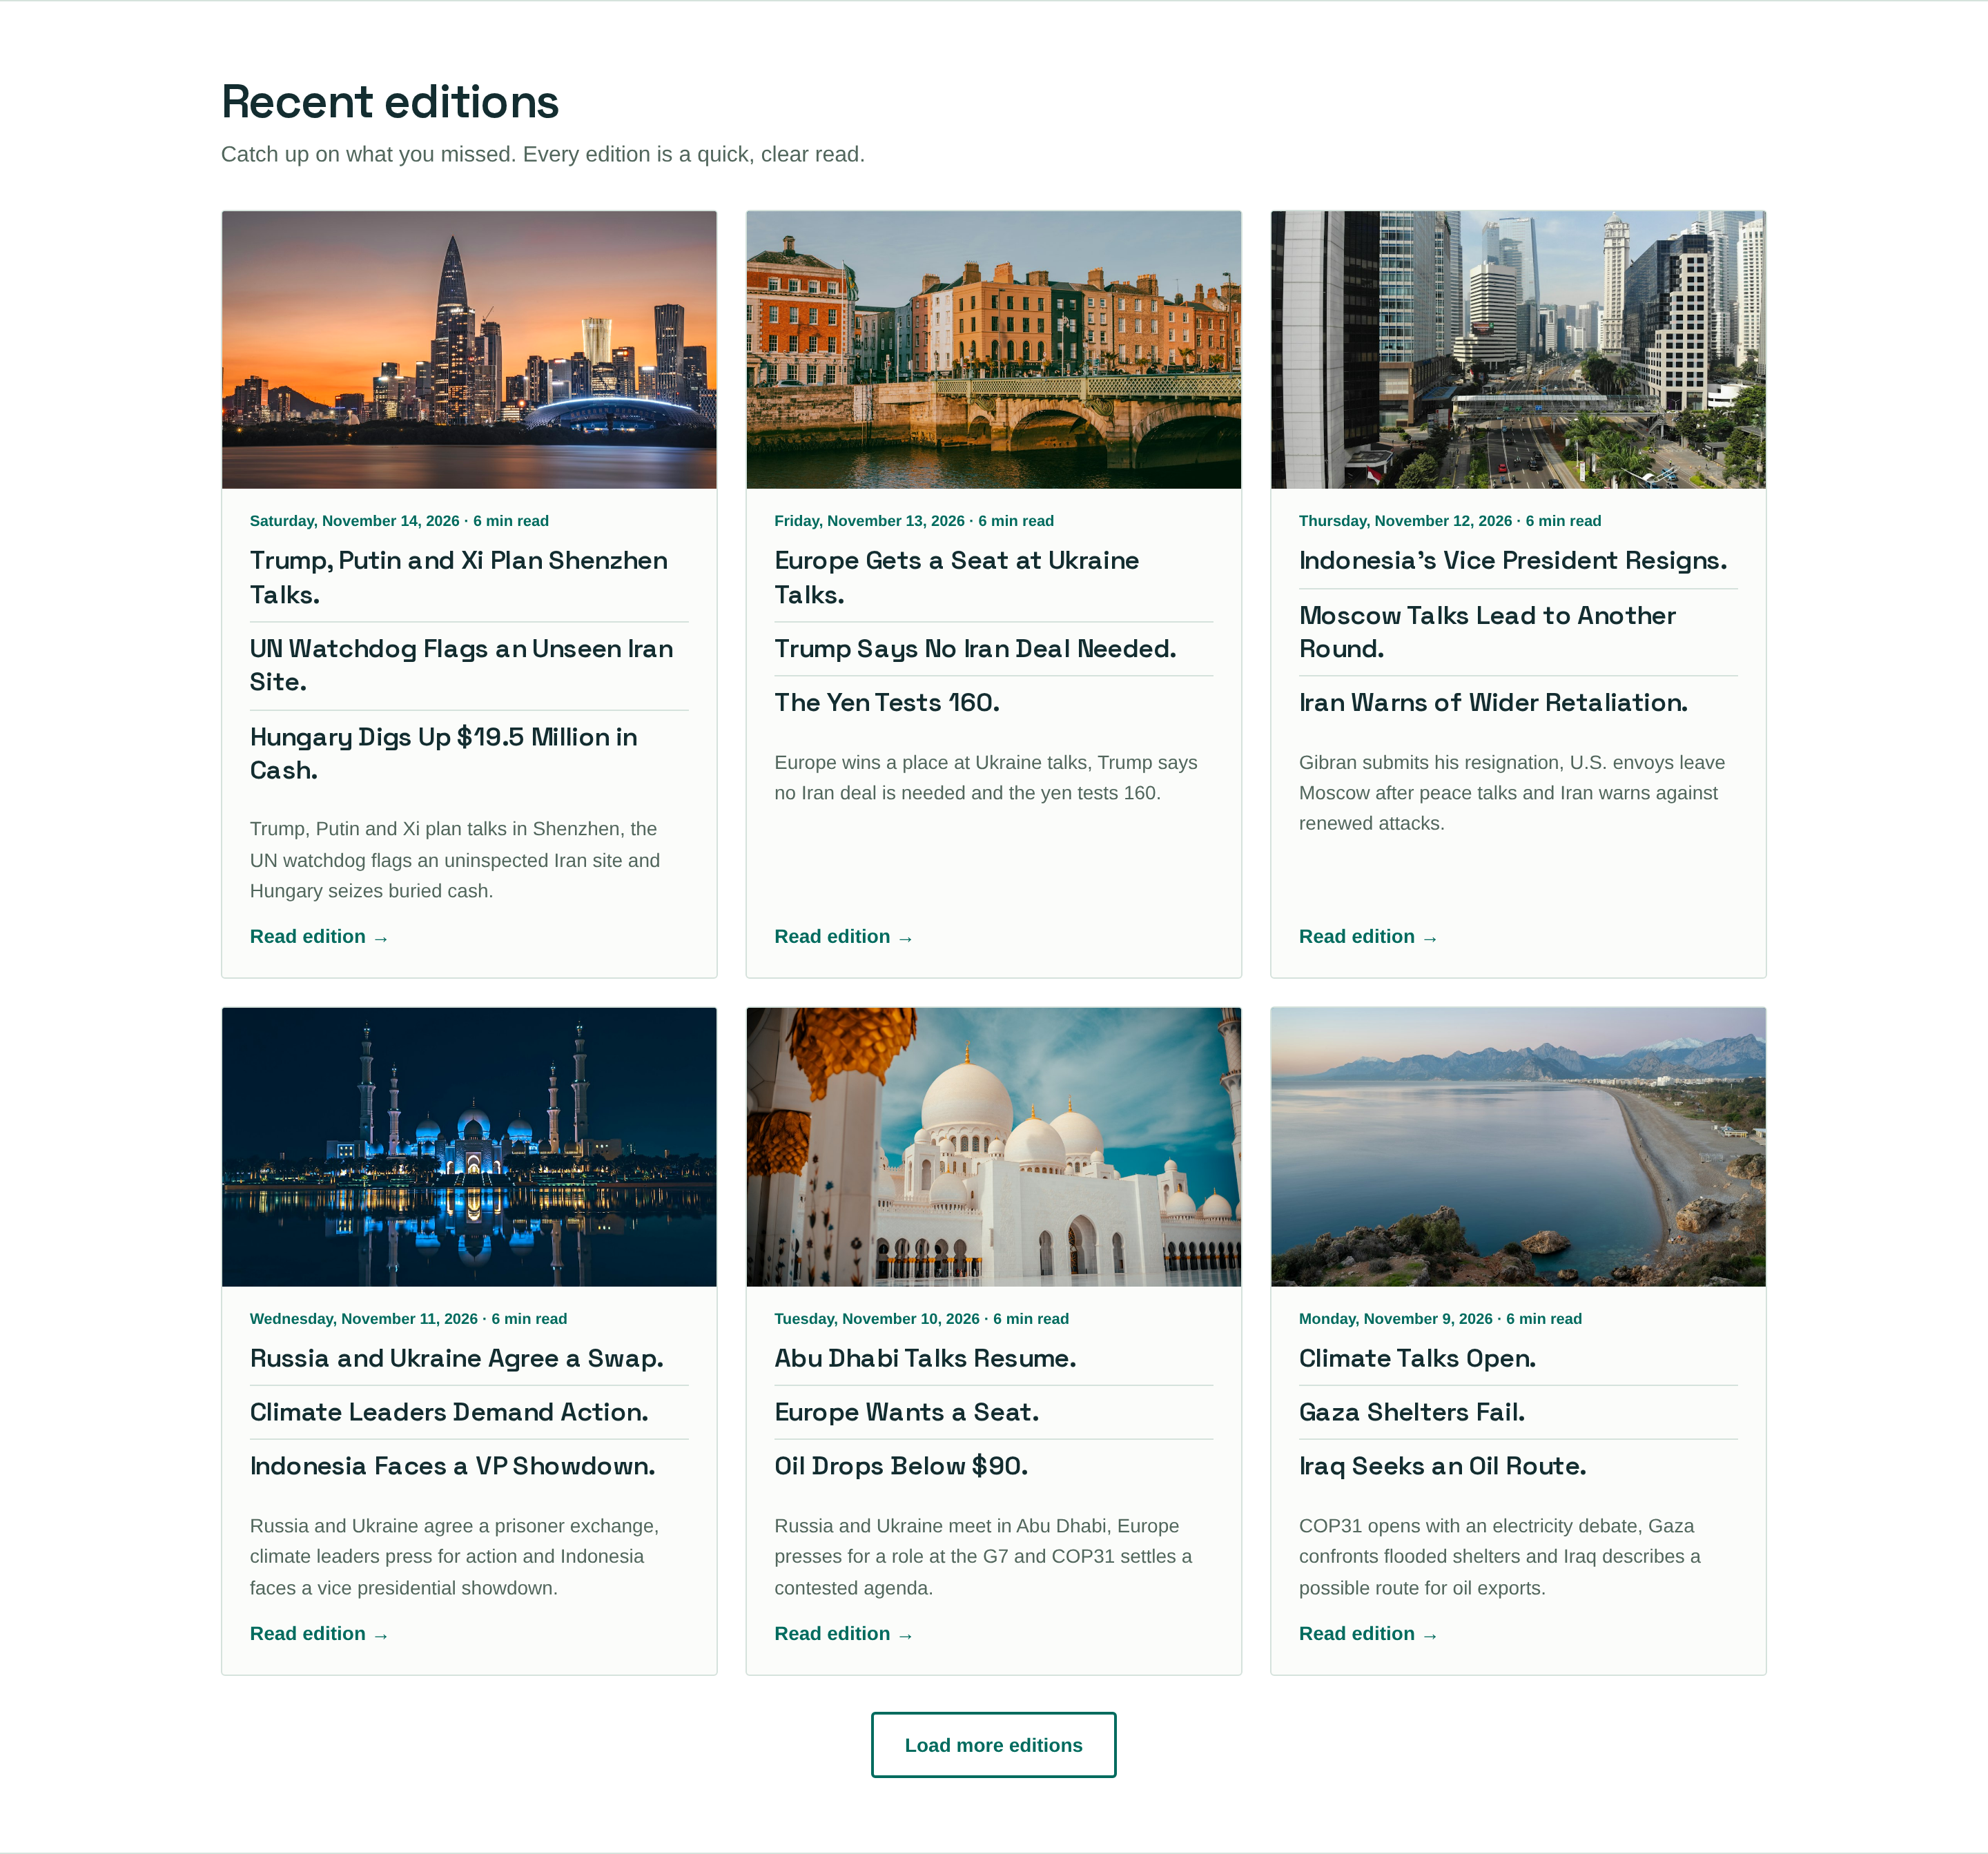 Recent editions
Catch up on what you missed. Every edition is a quick, clear read.
Saturday, November 14, 2026 · 6 min read
Trump, Putin and Xi Plan Shenzhen
Talks.
UN Watchdog Flags an Unseen Iran
Site.
Hungary Digs Up $19.5 Million in
Cash.
Trump, Putin and Xi plan talks in Shenzhen, the
UN watchdog flags an uninspected Iran site and
Hungary seizes buried cash.
Read edition →
Friday, November 13, 2026 · 6 min read
Europe Gets a Seat at Ukraine
Talks.
Trump Says No Iran Deal Needed.
The Yen Tests 160.
Europe wins a place at Ukraine talks, Trump says
no Iran deal is needed and the yen tests 160.
Read edition →
Thursday, November 12, 2026 · 6 min read
Indonesia’s Vice President Resigns.
Moscow Talks Lead to Another
Round.
Iran Warns of Wider Retaliation.
Gibran submits his resignation, U.S. envoys leave
Moscow after peace talks and Iran warns against
renewed attacks.
Read edition →
Wednesday, November 11, 2026 · 6 min read
Russia and Ukraine Agree a Swap.
Climate Leaders Demand Action.
Indonesia Faces a VP Showdown.
Russia and Ukraine agree a prisoner exchange,
climate leaders press for action and Indonesia
faces a vice presidential showdown.
Read edition →
Tuesday, November 10, 2026 · 6 min read
Abu Dhabi Talks Resume.
Europe Wants a Seat.
Oil Drops Below $90.
Russia and Ukraine meet in Abu Dhabi, Europe
presses for a role at the G7 and COP31 settles a
contested agenda.
Read edition →
Monday, November 9, 2026 · 6 min read
Climate Talks Open.
Gaza Shelters Fail.
Iraq Seeks an Oil Route.
COP31 opens with an electricity debate, Gaza
confronts flooded shelters and Iraq describes a
possible route for oil exports.
Read edition →
Load more editions